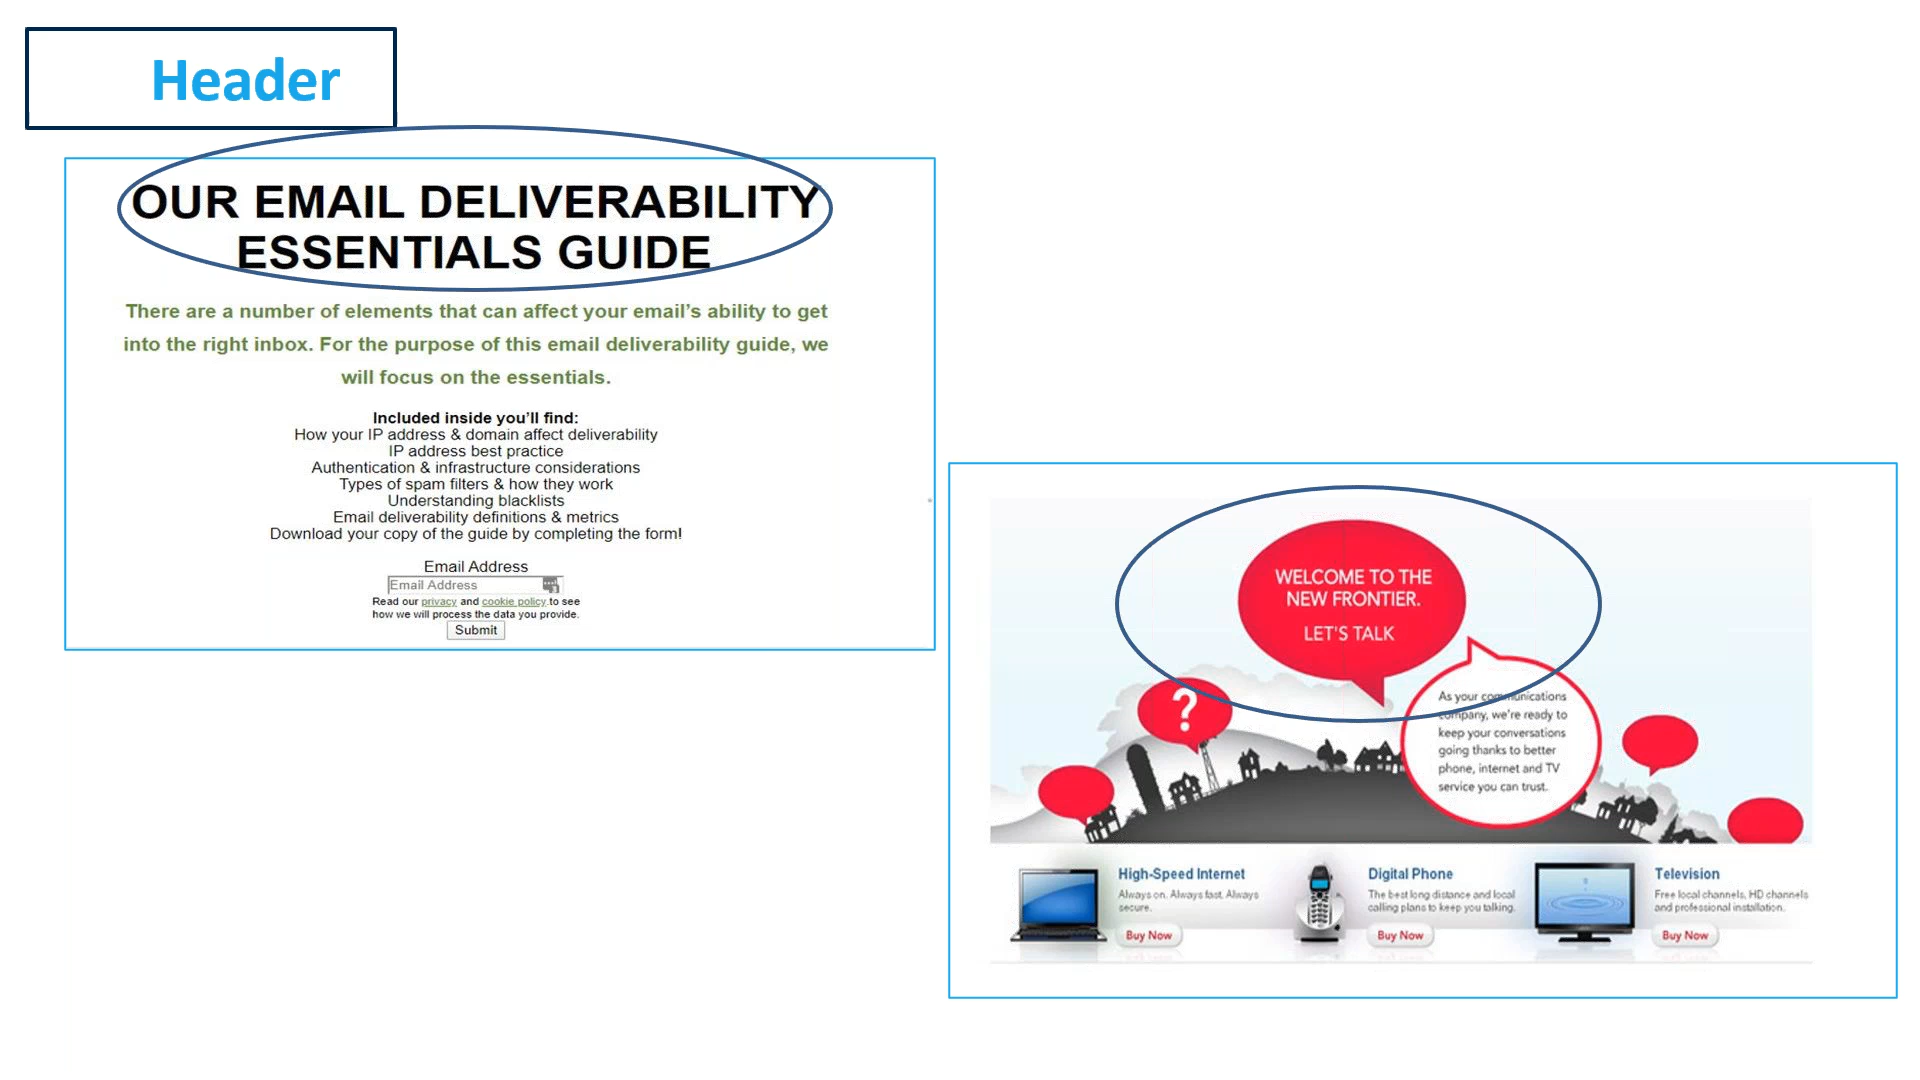 Header
OUR EMAIL DELIVERABILITY
ESSENTIALS GUIDE
There are a number of elements that can affect your email’s ability to get
into the right inbox. For the purpose of this email deliverability guide, we
will focus on the essentials.
Included inside you’ll find:
How your IP address & domain affect deliverability
IP address best practice
Authentication & infrastructure considerations
Types of spam filters & how they work
Understanding blacklists
Email deliverability definitions & metrics
Download your copy of the guide by completing the form!
Email Address
Email Address
Read our privacy and cookie policy to see
how we will process the data you provide.
Submit
WELCOME TO THE
NEW FRONTIER.
LET'S TALK
?
As your communications
company, we're ready to
keep your conversations
going thanks to better
phone, internet and TV
service you can trust.
High-Speed Internet
Always on. Always fast. Always
secure.
Buy Now
Digital Phone
The best long distance and local
calling plans to keep you talking.
Buy Now
Television
Free local channels, HD channels
and professional installation.
Buy Now